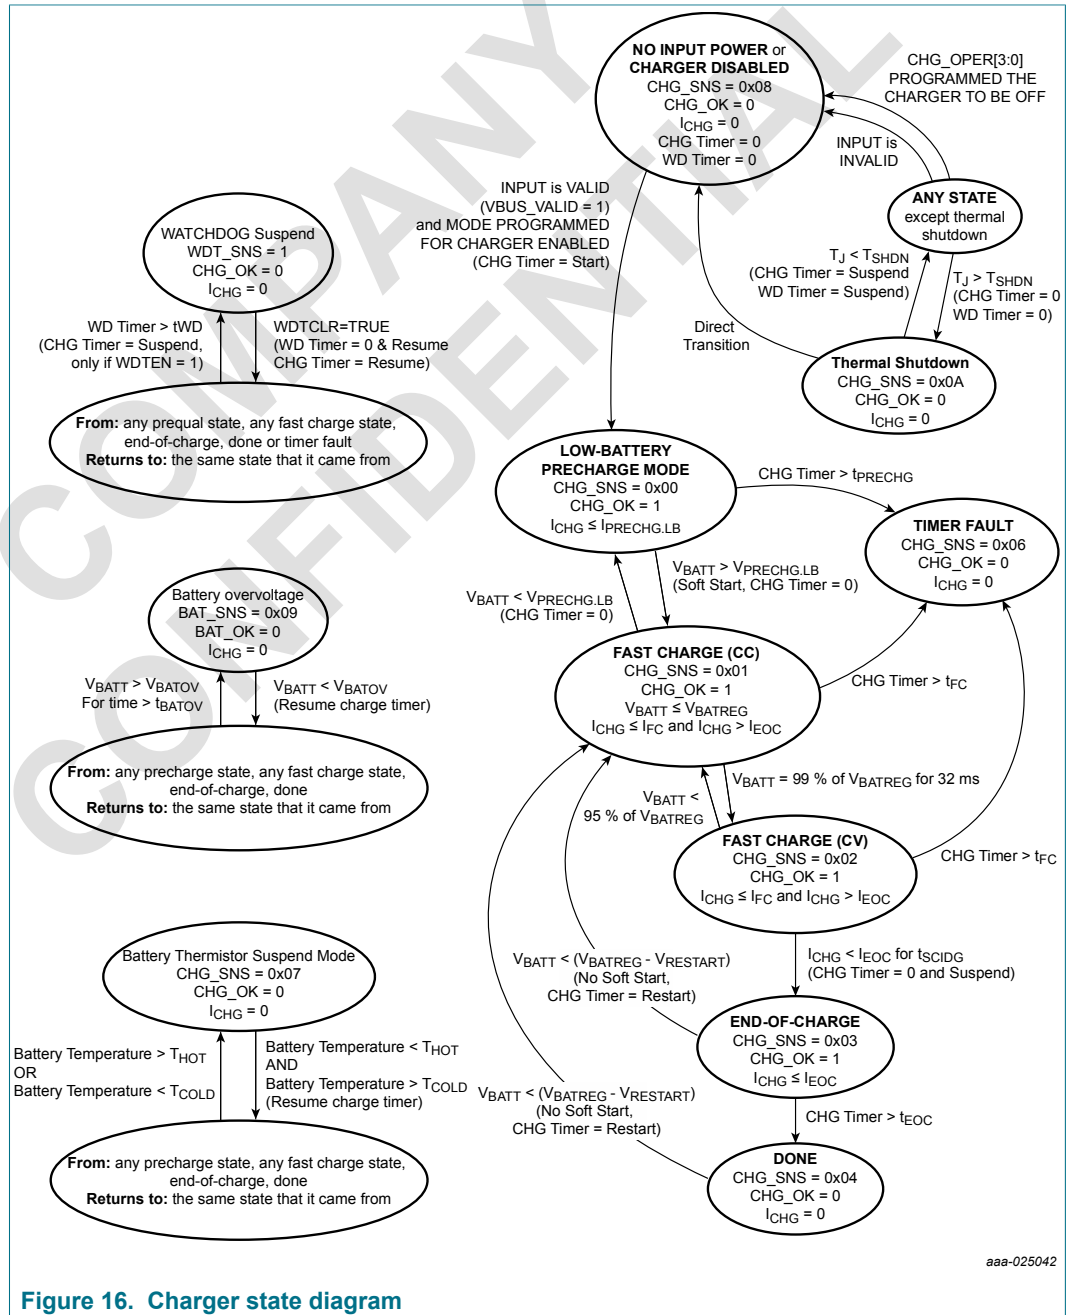 COMPANY
CONFIDENTIAL
NO INPUT POWER or
CHARGER DISABLED
CHG_SNS = 0x08
CHG_OK = 0
ICHG = 0
CHG Timer = 0
WD Timer = 0
CHG_OPER[3:0]
PROGRAMMED THE
CHARGER TO BE OFF
INPUT is
INVALID
ANY STATE
except thermal
shutdown
INPUT is VALID
(VBUS_VALID = 1)
and MODE PROGRAMMED
FOR CHARGER ENABLED
(CHG Timer = Start)
TJ < TSHDN
(CHG Timer = Suspend
WD Timer = Suspend)
TJ > TSHDN
(CHG Timer = 0
WD Timer = 0)
Direct
Transition
Thermal Shutdown
CHG_SNS = 0x0A
CHG_OK = 0
ICHG = 0
WATCHDOG Suspend
WDT_SNS = 1
CHG_OK = 0
ICHG = 0
WD Timer > tWD
(CHG Timer = Suspend,
only if WDTEN = 1)
WDTCLR=TRUE
(WD Timer = 0 & Resume
CHG Timer = Resume)
From: any prequal state, any fast charge state,
end-of-charge, done or timer fault
Returns to: the same state that it came from
LOW-BATTERY
PRECHARGE MODE
CHG_SNS = 0x00
CHG_OK = 1
ICHG ≤ IPRECHG.LB
CHG Timer > tPRECHG
TIMER FAULT
CHG_SNS = 0x06
CHG_OK = 0
ICHG = 0
VBATT < VPRECHG.LB
(CHG Timer = 0)
VBATT > VPRECHG.LB
(Soft Start, CHG Timer = 0)
Battery overvoltage
BAT_SNS = 0x09
BAT_OK = 0
ICHG = 0
VBATT > VBATOV
For time > tBATOV
VBATT < VBATOV
(Resume charge timer)
From: any precharge state, any fast charge state,
end-of-charge, done
Returns to: the same state that it came from
FAST CHARGE (CC)
CHG_SNS = 0x01
CHG_OK = 1
VBATT ≤ VBATREG
ICHG ≤ IFC and ICHG > IEOC
CHG Timer > tFC
VBATT <
95 % of VBATREG
VBATT = 99 % of VBATREG for 32 ms
FAST CHARGE (CV)
CHG_SNS = 0x02
CHG_OK = 1
ICHG ≤ IFC and ICHG > IEOC
CHG Timer > tFC
ICHG < IEOC for tSCIDG
(CHG Timer = 0 and Suspend)
VBATT < (VBATREG - VRESTART)
(No Soft Start,
CHG Timer = Restart)
END-OF-CHARGE
CHG_SNS = 0x03
CHG_OK = 1
ICHG ≤ IEOC
VBATT < (VBATREG - VRESTART)
(No Soft Start,
CHG Timer = Restart)
CHG Timer > tEOC
DONE
CHG_SNS = 0x04
CHG_OK = 0
ICHG = 0
Battery Thermistor Suspend Mode
CHG_SNS = 0x07
CHG_OK = 0
ICHG = 0
Battery Temperature > THOT
OR
Battery Temperature < TCOLD
Battery Temperature < THOT
AND
Battery Temperature > TCOLD
(Resume charge timer)
From: any precharge state, any fast charge state,
end-of-charge, done
Returns to: the same state that it came from
aaa-025042
Figure 16. Charger state diagram